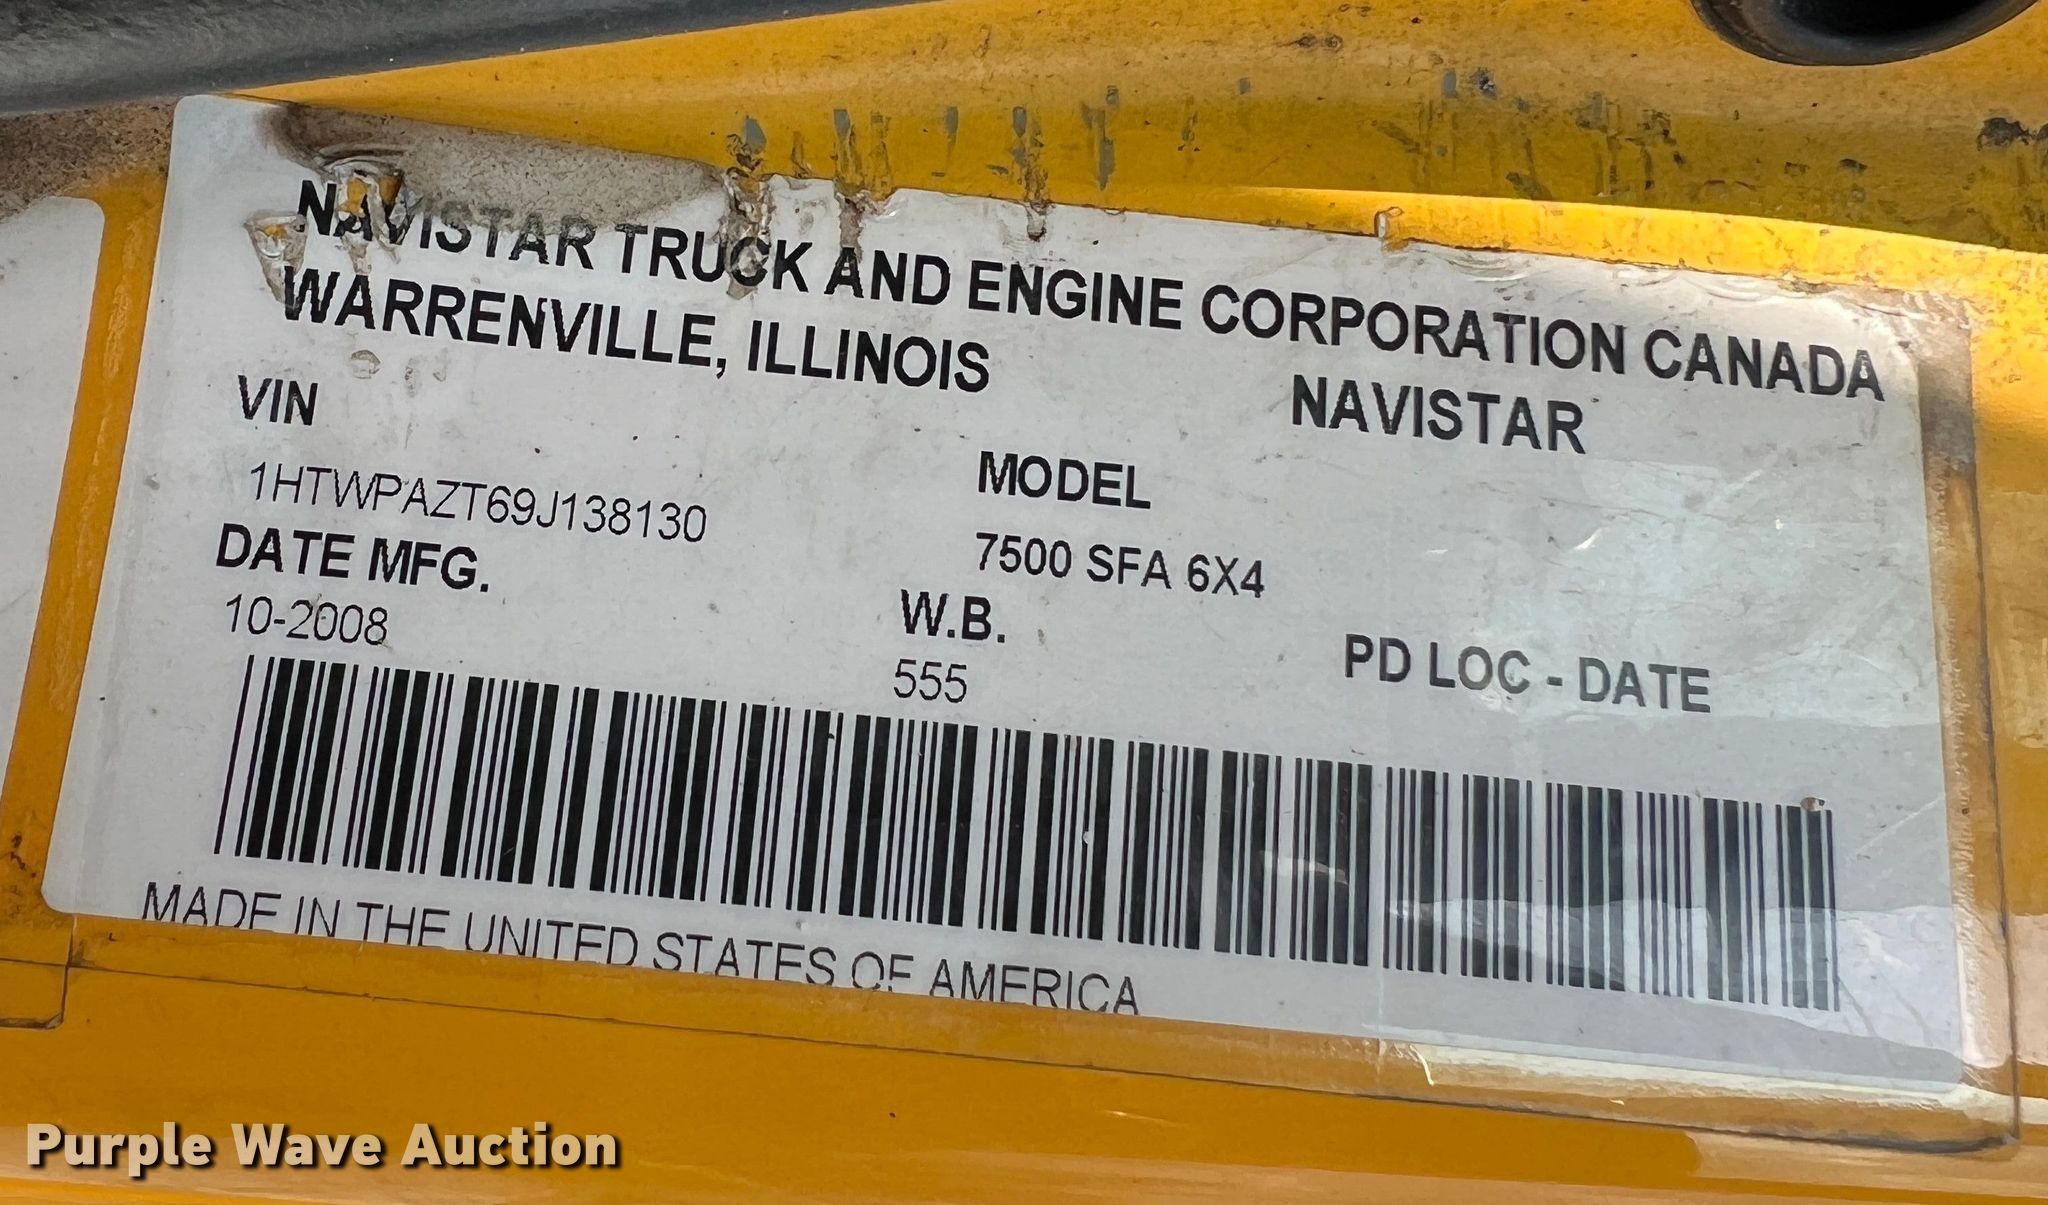 NAVISTAR TRUCK AND ENGINE CORPORATION CANADA
WARRENVILLE, ILLINOIS
NAVISTAR
VIN
MODEL
1HTWPAZT69J138130
7500 SFA 6X4
DATE MFG.
W.B.
PD LOC - DATE
10-2008
555
MADE IN THE UNITED STATES OF AMERICA
Purple Wave Auction